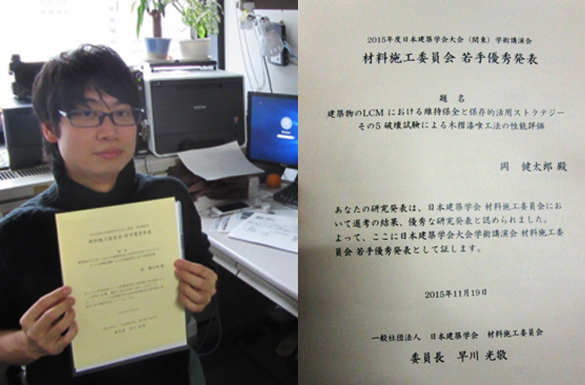 2015年度日本建築学会大会（関東）学術講演会
材料施工委員会 若手優秀発表
題 名
建築物のLCM における維持保全と保存的活用ストラテジー
その5 破壊試験による木摺漆喰工法の性能評価
岡 健太郎 殿
あなたの研究発表は、日本建築学会 材料施工委員会にお
いて選考の結果、優秀な研究発表と認められました。
よって、ここに日本建築学会大会学術講演会 材料施工委
員会 若手優秀発表として証します。
2015年11月19日
一般社団法人 日本建築学会 材料施工委員会
委員長 早川 光敬